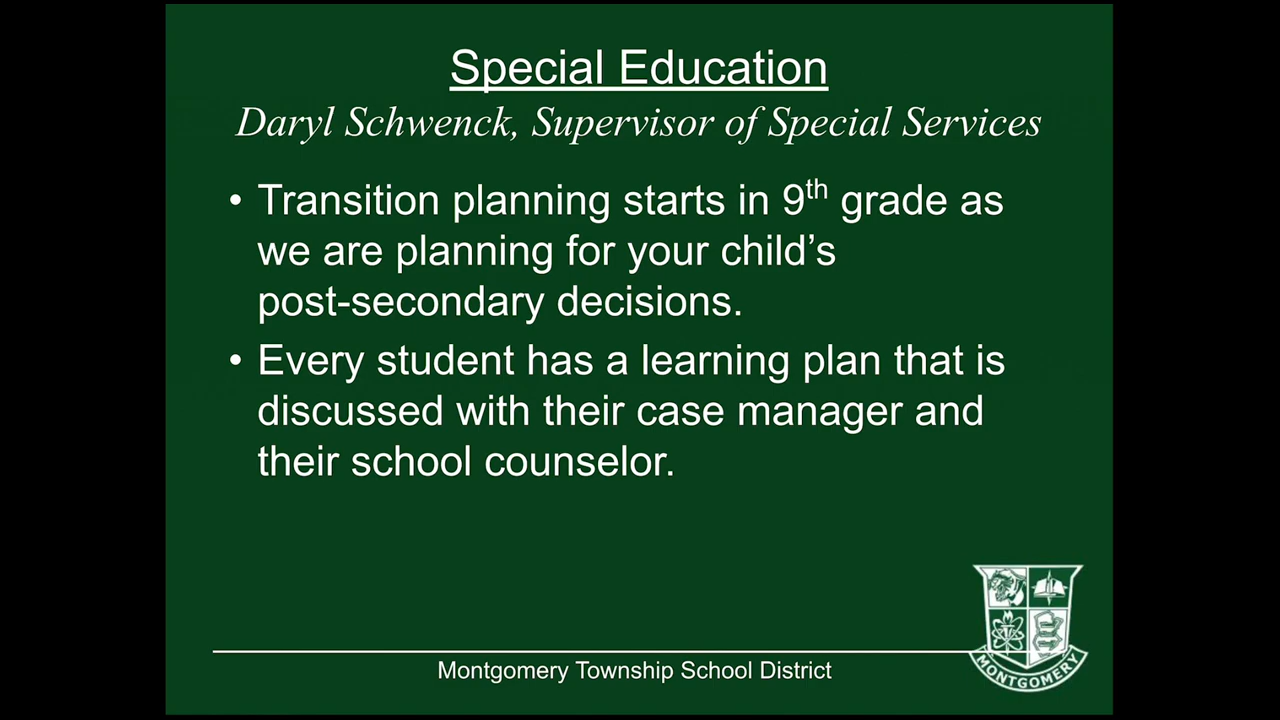 Special Education
Daryl Schwenck, Supervisor of Special Services
• Transition planning starts in 9th grade as
we are planning for your child’s
post-secondary decisions.
• Every student has a learning plan that is
discussed with their case manager and
their school counselor.
Montgomery Township School District
MONTGOMERY